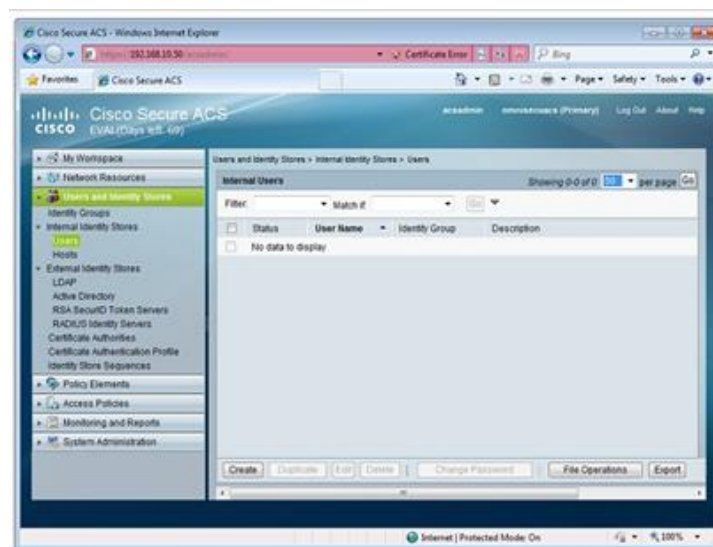 Cisco Secure ACS - Windows Internet Explorer
192.168.10.50
Certificate Error
Bing
Favorites
Cisco Secure ACS
Page
Safety
Tools
CISCO
Cisco Secure ACS
EVAL(Days left: 69)
acsadmin
(Primary)
Log Out
About
Help
My Workspace
Network Resources
Users and Identity Stores
Identity Groups
Internal Identity Stores
Users
Hosts
External Identity Stores
LDAP
Active Directory
RSA SecurID Token Servers
RADIUS Identity Servers
Certificate Authorities
Certificate Authentication Profile
Identity Store Sequences
Policy Elements
Access Policies
Monitoring and Reports
System Administration
Users and Identity Stores > Internal Identity Stores > Users
Internal Users
Showing 0-0 of 0 50 per page Go
Filter: Match if: Go
Status User Name Identity Group Description
No data to display
Create Duplicate Edit Delete | Change Password | File Operations Export
Internet | Protected Mode: On
100%